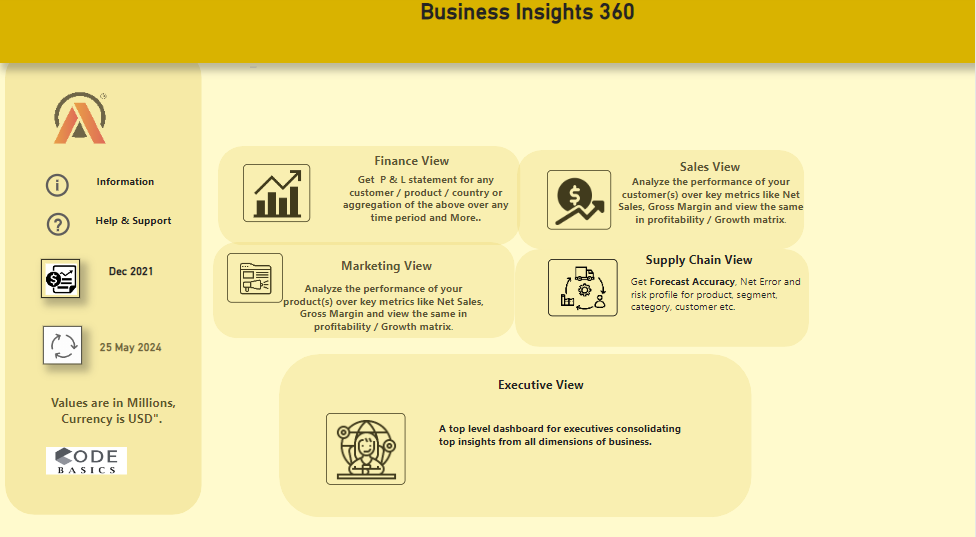 Business Insights 360
Information
Help & Support
Dec 2021
25 May 2024
Values are in Millions,
Currency is USD".
CODE
BASICS
Finance View
Get P & L statement for any
customer / product / country or
aggregation of the above over any
time period and More..
Sales View
Analyze the performance of your
customer(s) over key metrics like Net
Sales, Gross Margin and view the same
in profitability / Growth matrix.
Marketing View
Analyze the performance of your
product(s) over key metrics like Net Sales,
Gross Margin and view the same in
profitability / Growth matrix.
Supply Chain View
Get Forecast Accuracy, Net Error and
risk profile for product, segment,
category, customer etc.
Executive View
A top level dashboard for executives consolidating
top insights from all dimensions of business.